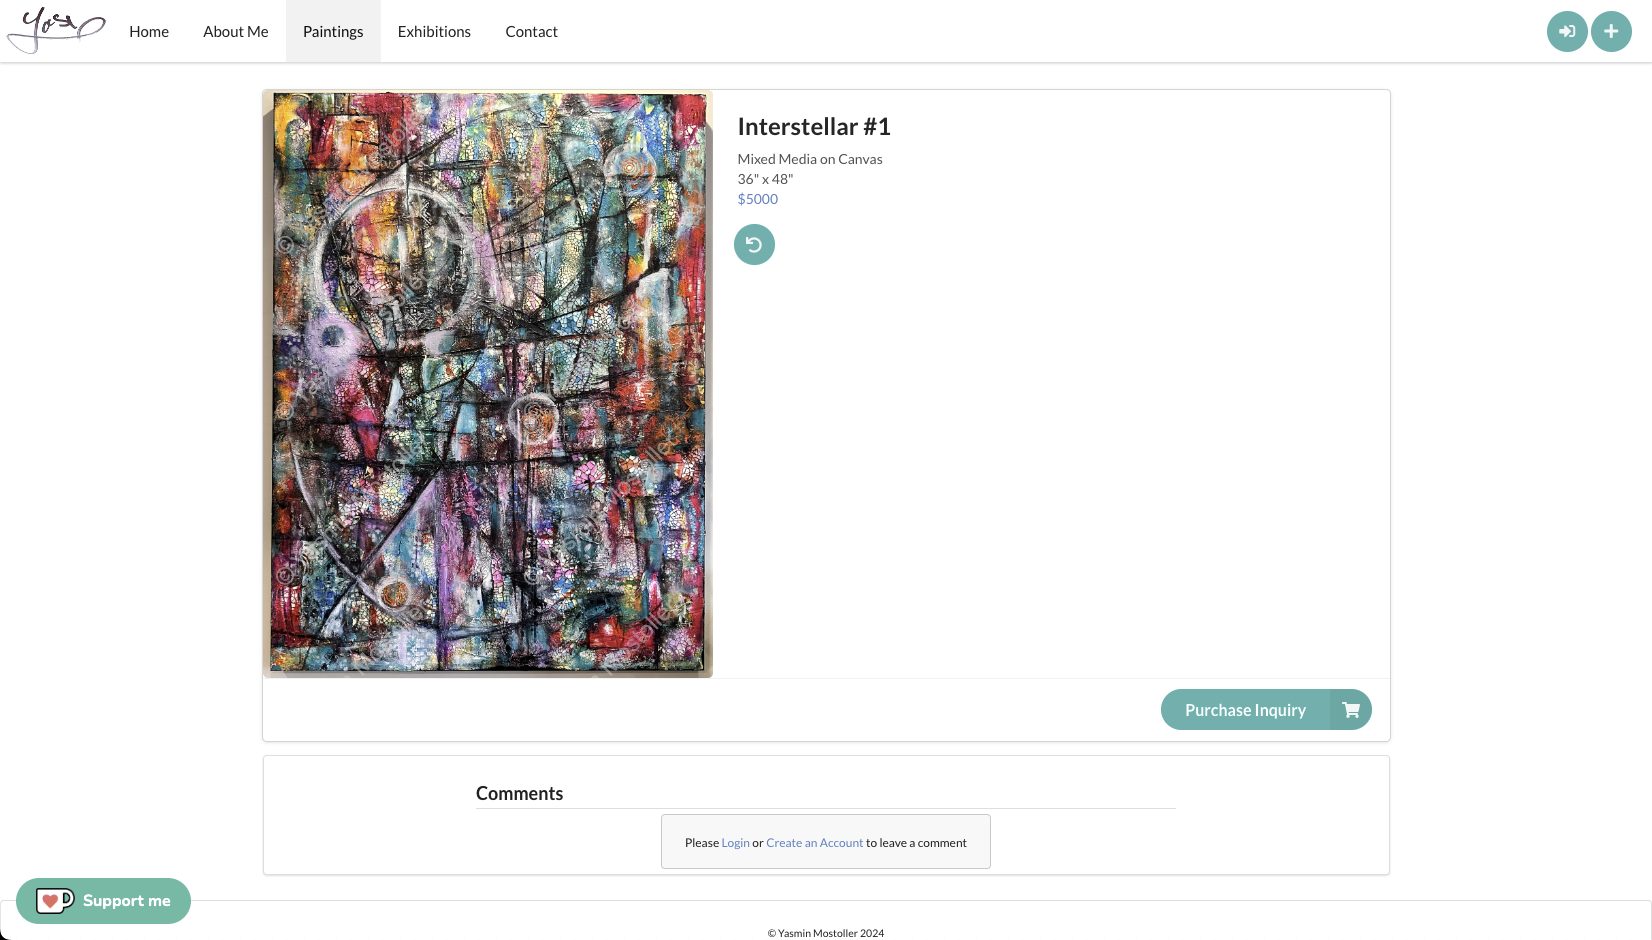 Yasmin
Home
About Me
Paintings
Exhibitions
Contact
Interstellar #1
Mixed Media on Canvas
36" x 48"
$5000
Purchase Inquiry
Comments
Please Login or Create an Account to leave a comment
Support me
© Yasmin Mostoller 2024